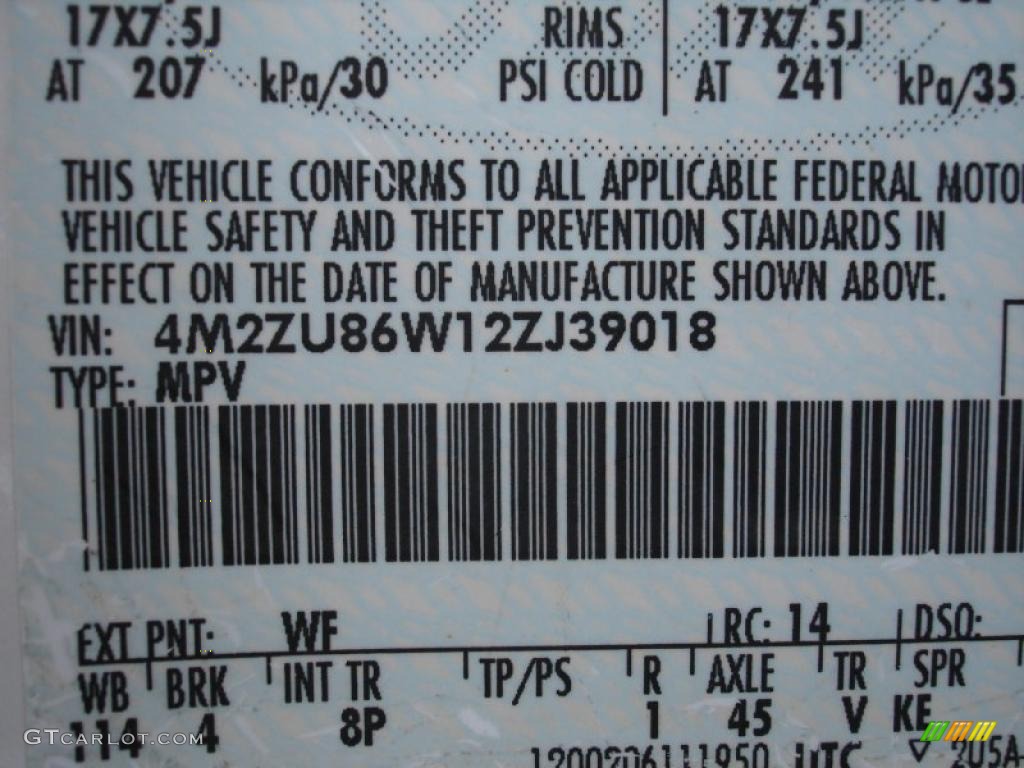 17X7.5J RIMS 17X7.5J
AT 207 kPa/30 PSI COLD AT 241 kPa/35
THIS VEHICLE CONFORMS TO ALL APPLICABLE FEDERAL MOTO
VEHICLE SAFETY AND THEFT PREVENTION STANDARDS IN
EFFECT ON THE DATE OF MANUFACTURE SHOWN ABOVE.
VIN: 4M2ZU86W12ZJ39018
TYPE: MPV
EXT PNT: WF RC: 14 DSO:
WB BRK INT TR TP/PS R AXLE TR SPR
114 4 8P 1 45 V KE
GTCARLOT.COM 1200206111950 UTC ▽ 2U5A